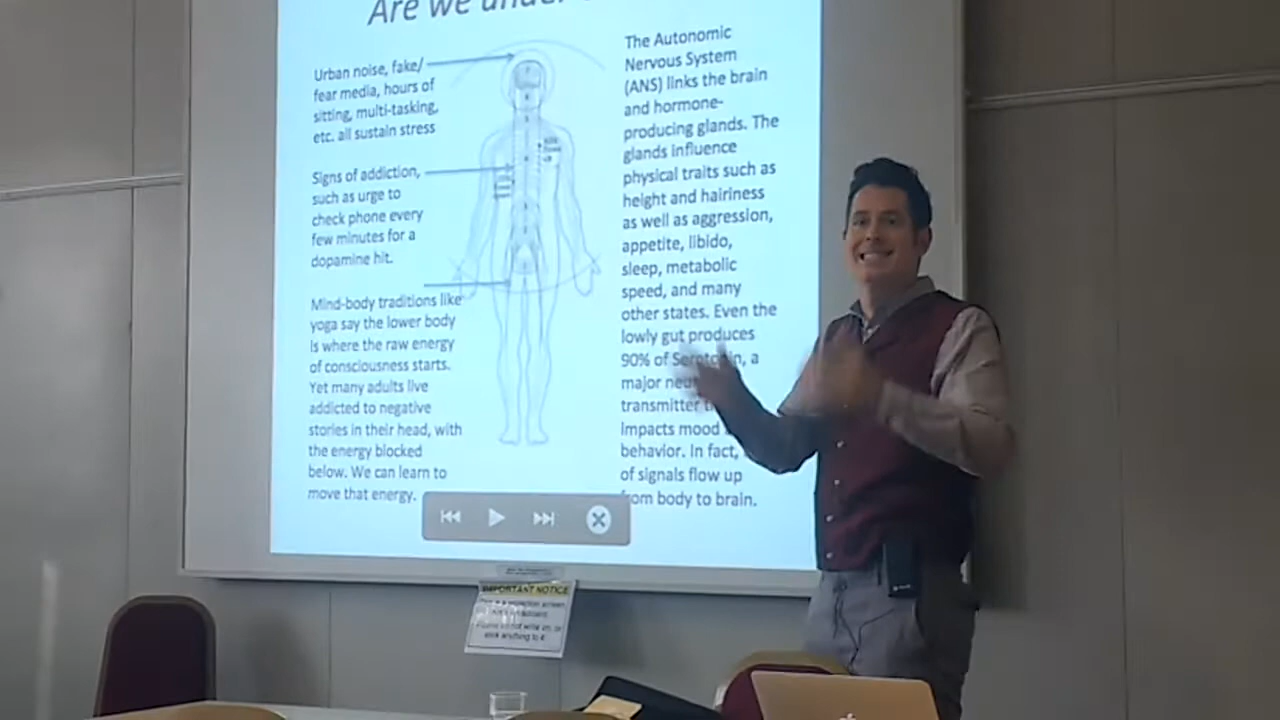 Are we under
Urban noise, fake/
fear media, hours of
sitting, multi-tasking,
etc. all sustain stress
Signs of addiction,
such as urge to
check phone every
few minutes for a
dopamine hit.
Mind-body traditions like
yoga say the lower body
is where the raw energy
of consciousness starts.
Yet many adults live
addicted to negative
stories in their head, with
the energy blocked
below. We can learn to
move that energy.
The Autonomic
Nervous System
(ANS) links the brain
and hormone-
producing glands. The
glands influence
physical traits such as
height and hairiness
as well as aggression,
appetite, libido,
sleep, metabolic
speed, and many
other states. Even the
lowly gut produces
90% of Serotonin, a
major
transmitter
impacts mood
behavior. In fact,
of signals flow up
from body to brain.
IMPORTANT NOTICE